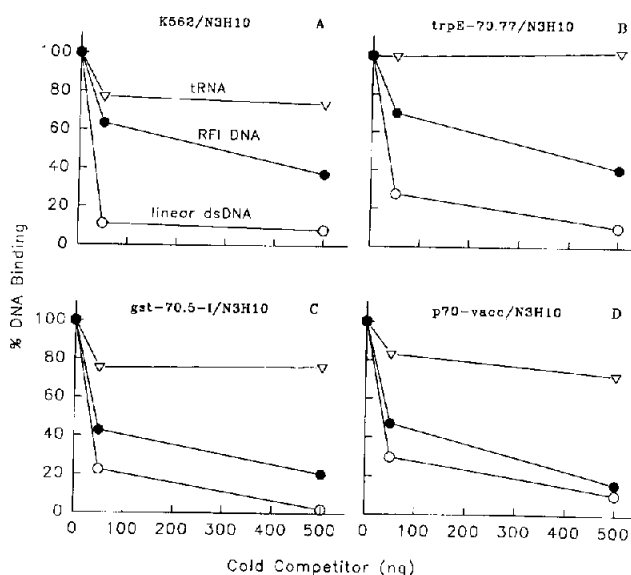 K562/N3H10 A
trpE-70.77/N3H10 B
100
80
60
40
20
0
tRNA
RFI DNA
linear dsDNA
gst-70.5-I/N3H10 C
p70-vacc/N3H10 D
100
80
60
40
20
0
% DNA Binding
0 100 200 300 400 500
0 100 200 300 400 500
Cold Competitor (ng)